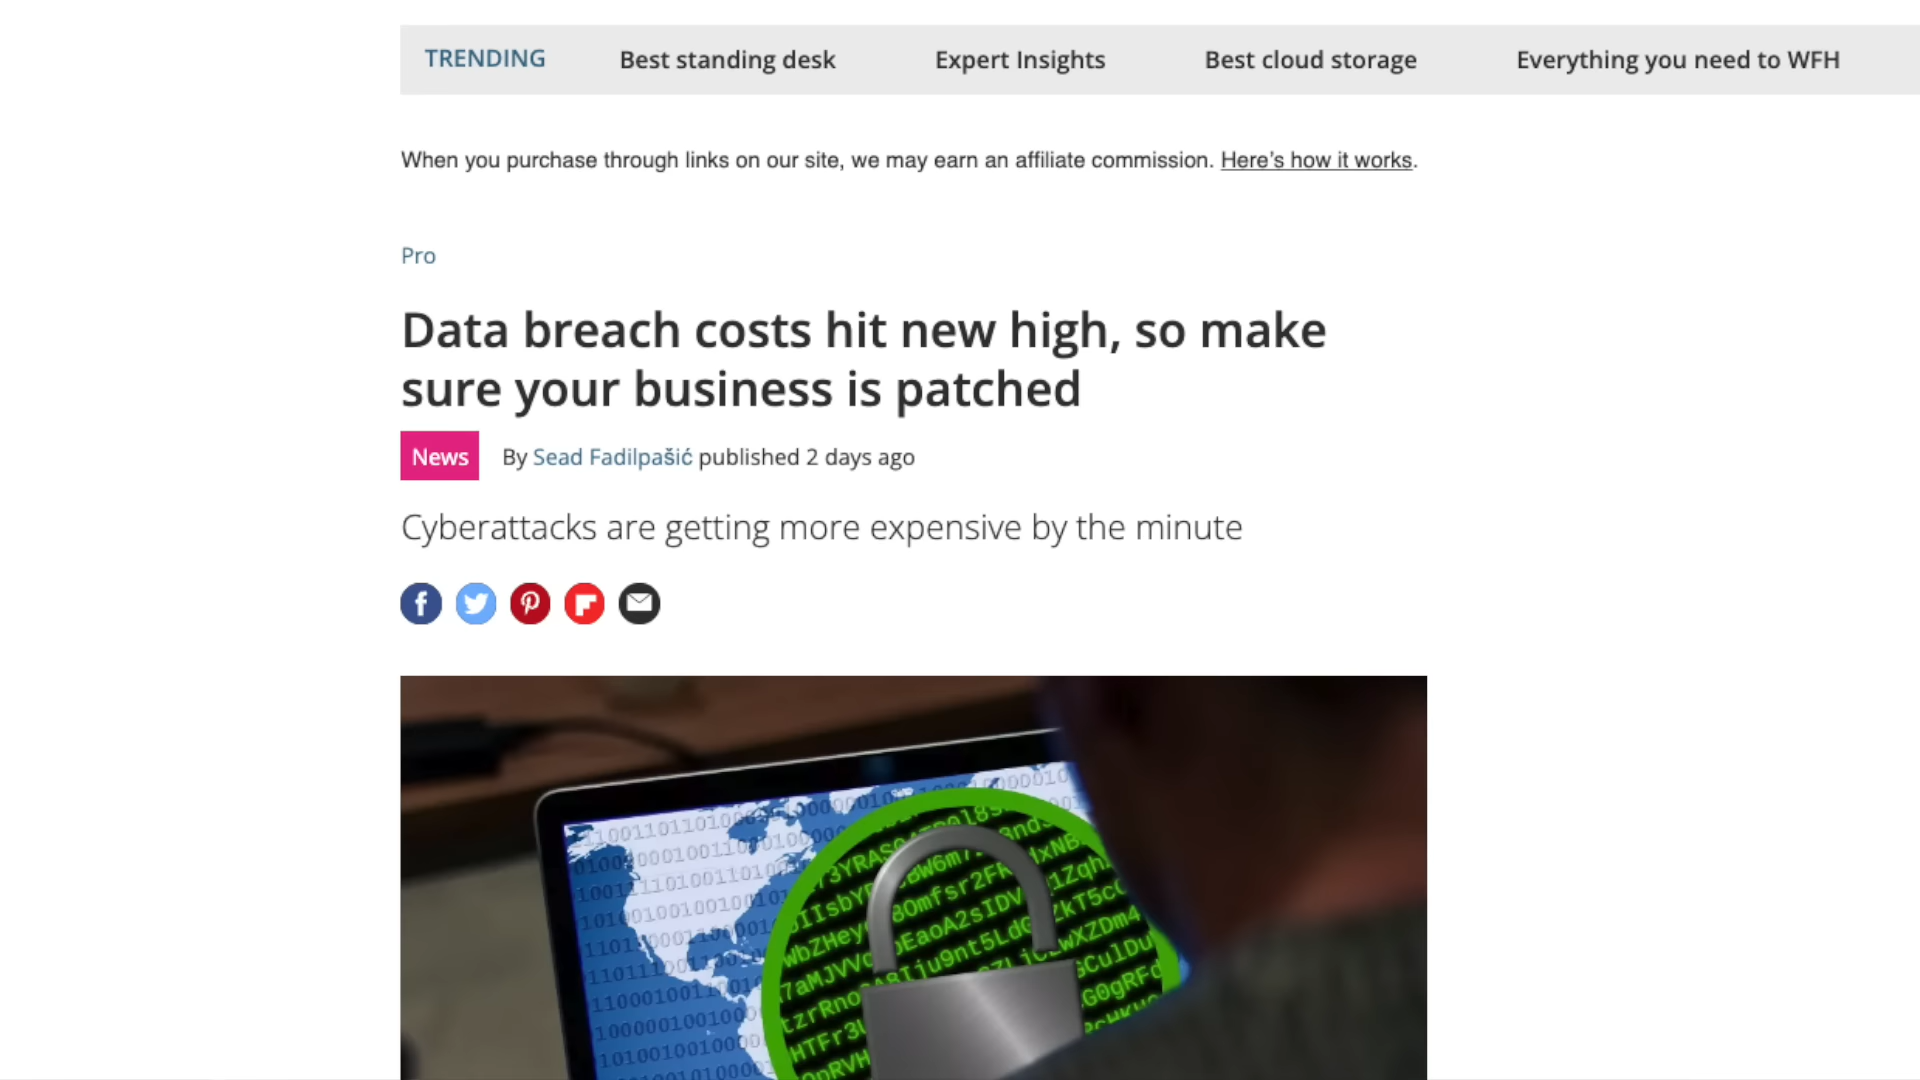 TRENDING Best standing desk Expert Insights Best cloud storage Everything you need to WFH
When you purchase through links on our site, we may earn an affiliate commission. Here's how it works.
Pro
Data breach costs hit new high, so make
sure your business is patched
News By Sead Fadilpašić published 2 days ago
Cyberattacks are getting more expensive by the minute